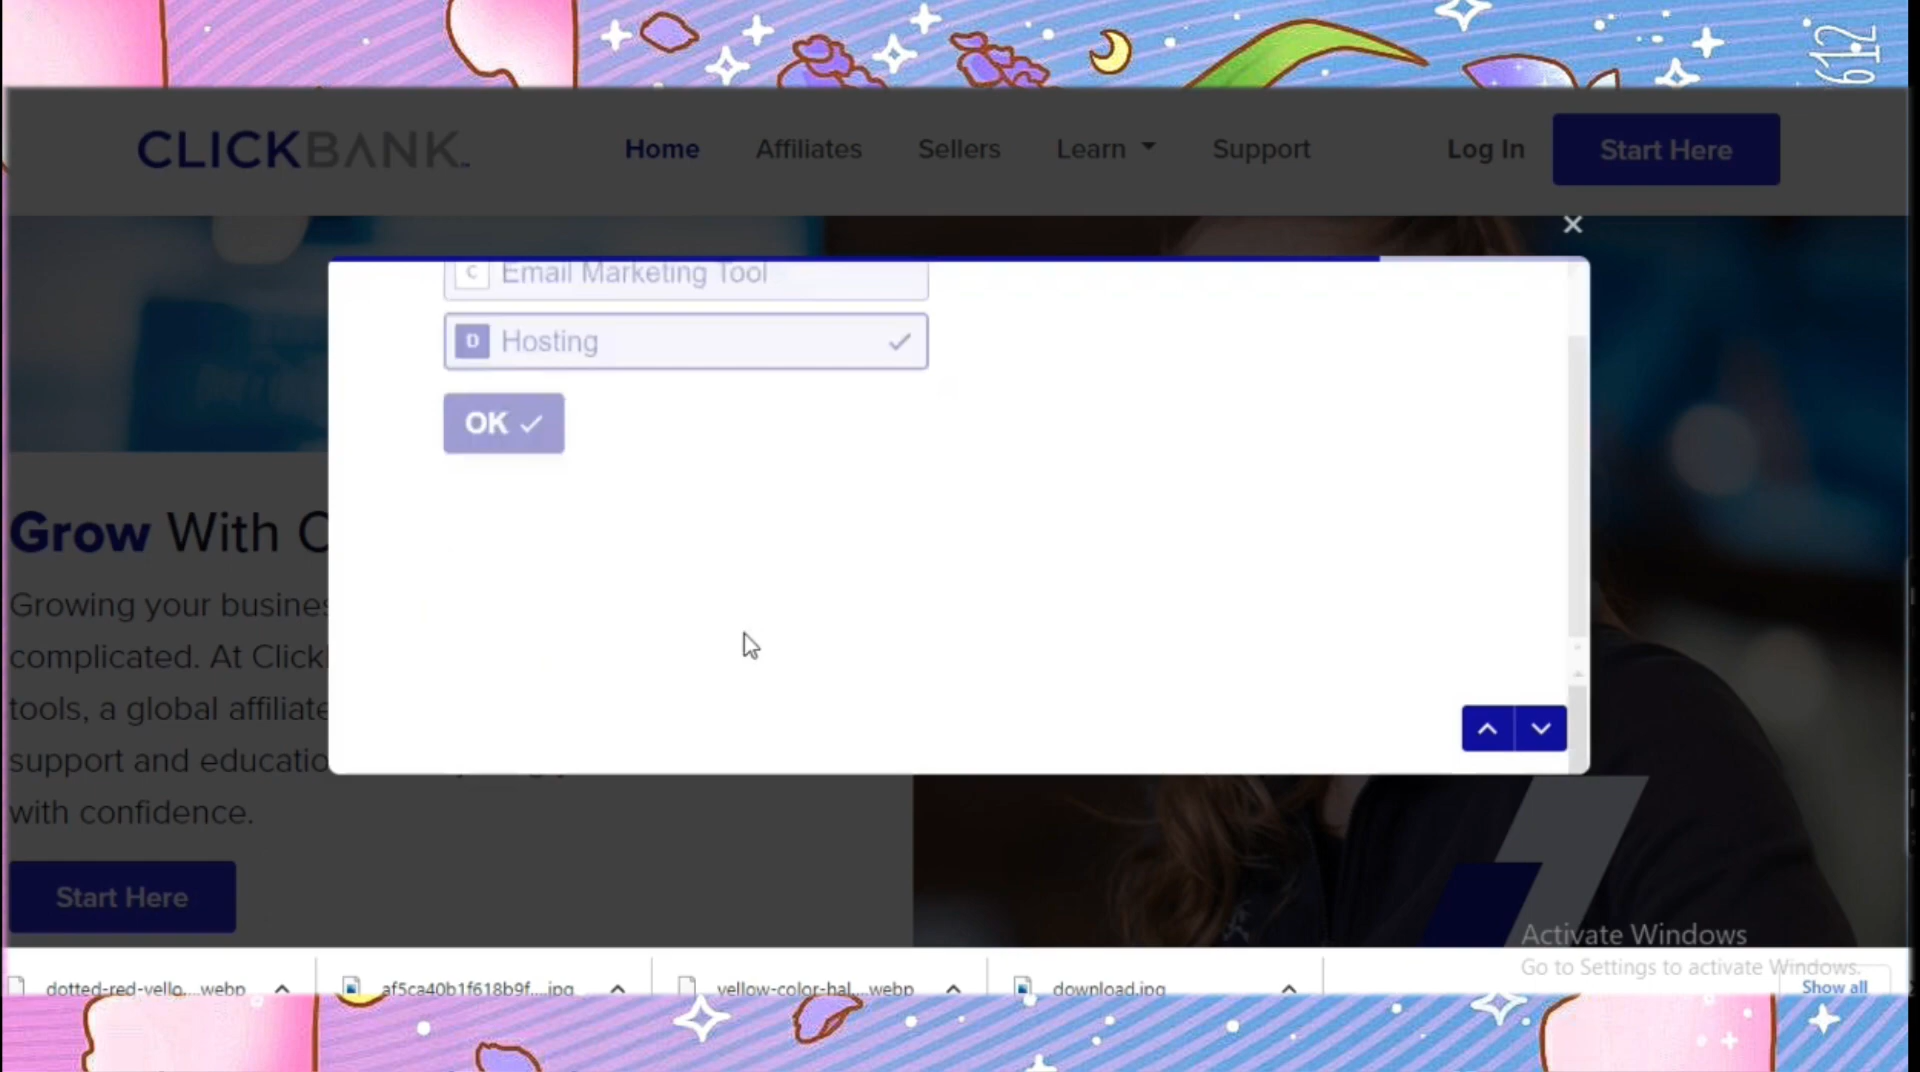 612
CLICKBANK
Home
Affiliates
Sellers
Learn
Support
Log In
Start Here
C Email Marketing Tool
D Hosting
OK
Grow With C
Growing your busines
complicated. At Click
tools, a global affiliate
support and educatio
with confidence.
Start Here
Activate Windows
Go to Settings to activate Windows.
dotted-red-yello....webp
af5ca40b1f618b9f....jpg
yellow-color-hal....webp
download.jpg
Show all